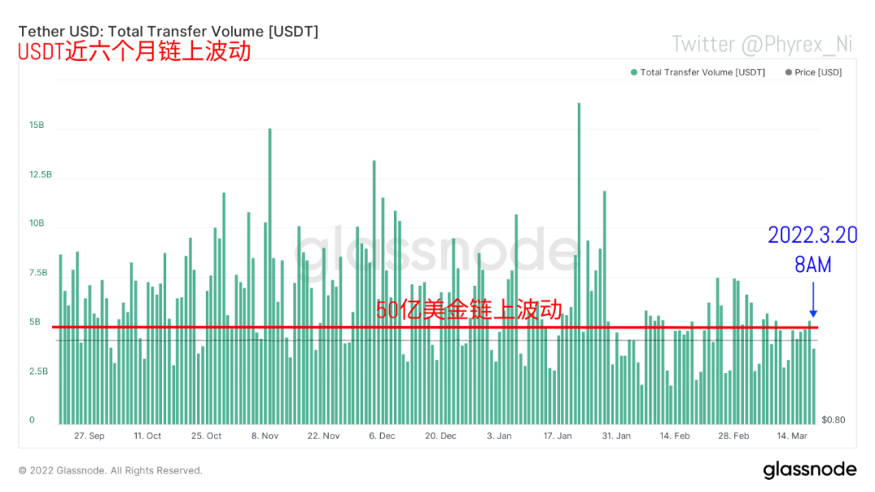 Tether USD: Total Transfer Volume [USDT]
USDT近六个月链上波动
Twitter @Phyrex_Ni
Total Transfer Volume [USDT]
Price [USD]
15B
12.5B
10B
7.5B
5B
2.5B
0
glassnode
2022.3.20
8AM
50亿美金链上波动
$0.80
27. Sep
11. Oct
25. Oct
8. Nov
22. Nov
6. Dec
20. Dec
3. Jan
17. Jan
31. Jan
14. Feb
28. Feb
14. Mar
© 2022 Glassnode. All Rights Reserved.
glassnode